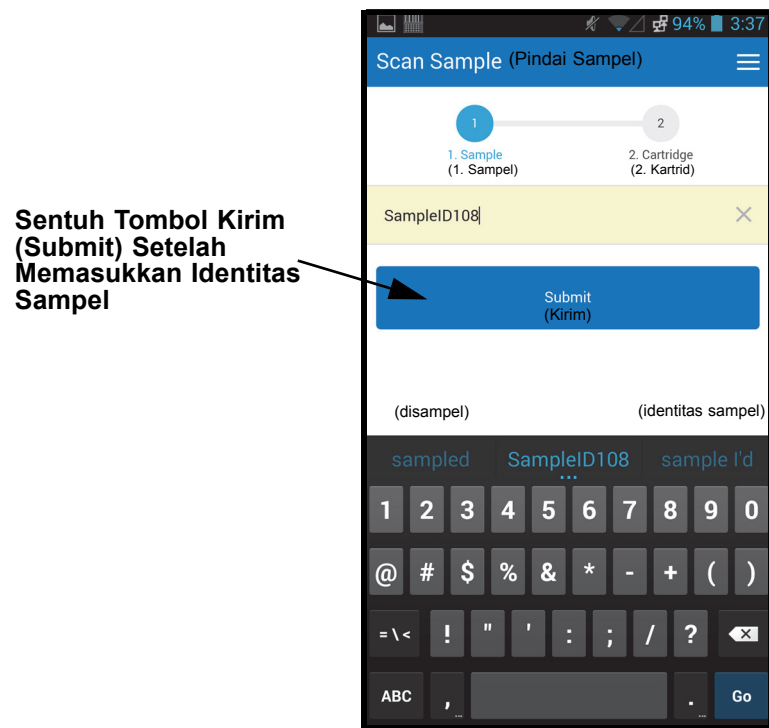 94% 3:37
Scan Sample (Pindai Sampel)
1 2
1. Sample 2. Cartridge
(1. Sampel) (2. Kartrid)
SampleID108
Sentuh Tombol Kirim
(Submit) Setelah
Memasukkan Identitas
Sampel
Submit
(Kirim)
(disampel) (identitas sampel)
sampled SampleID108 sample I'd
1 2 3 4 5 6 7 8 9 0
@ # $ % & * - + ( )
= \ < ! " ' : ; / ?
ABC , . Go